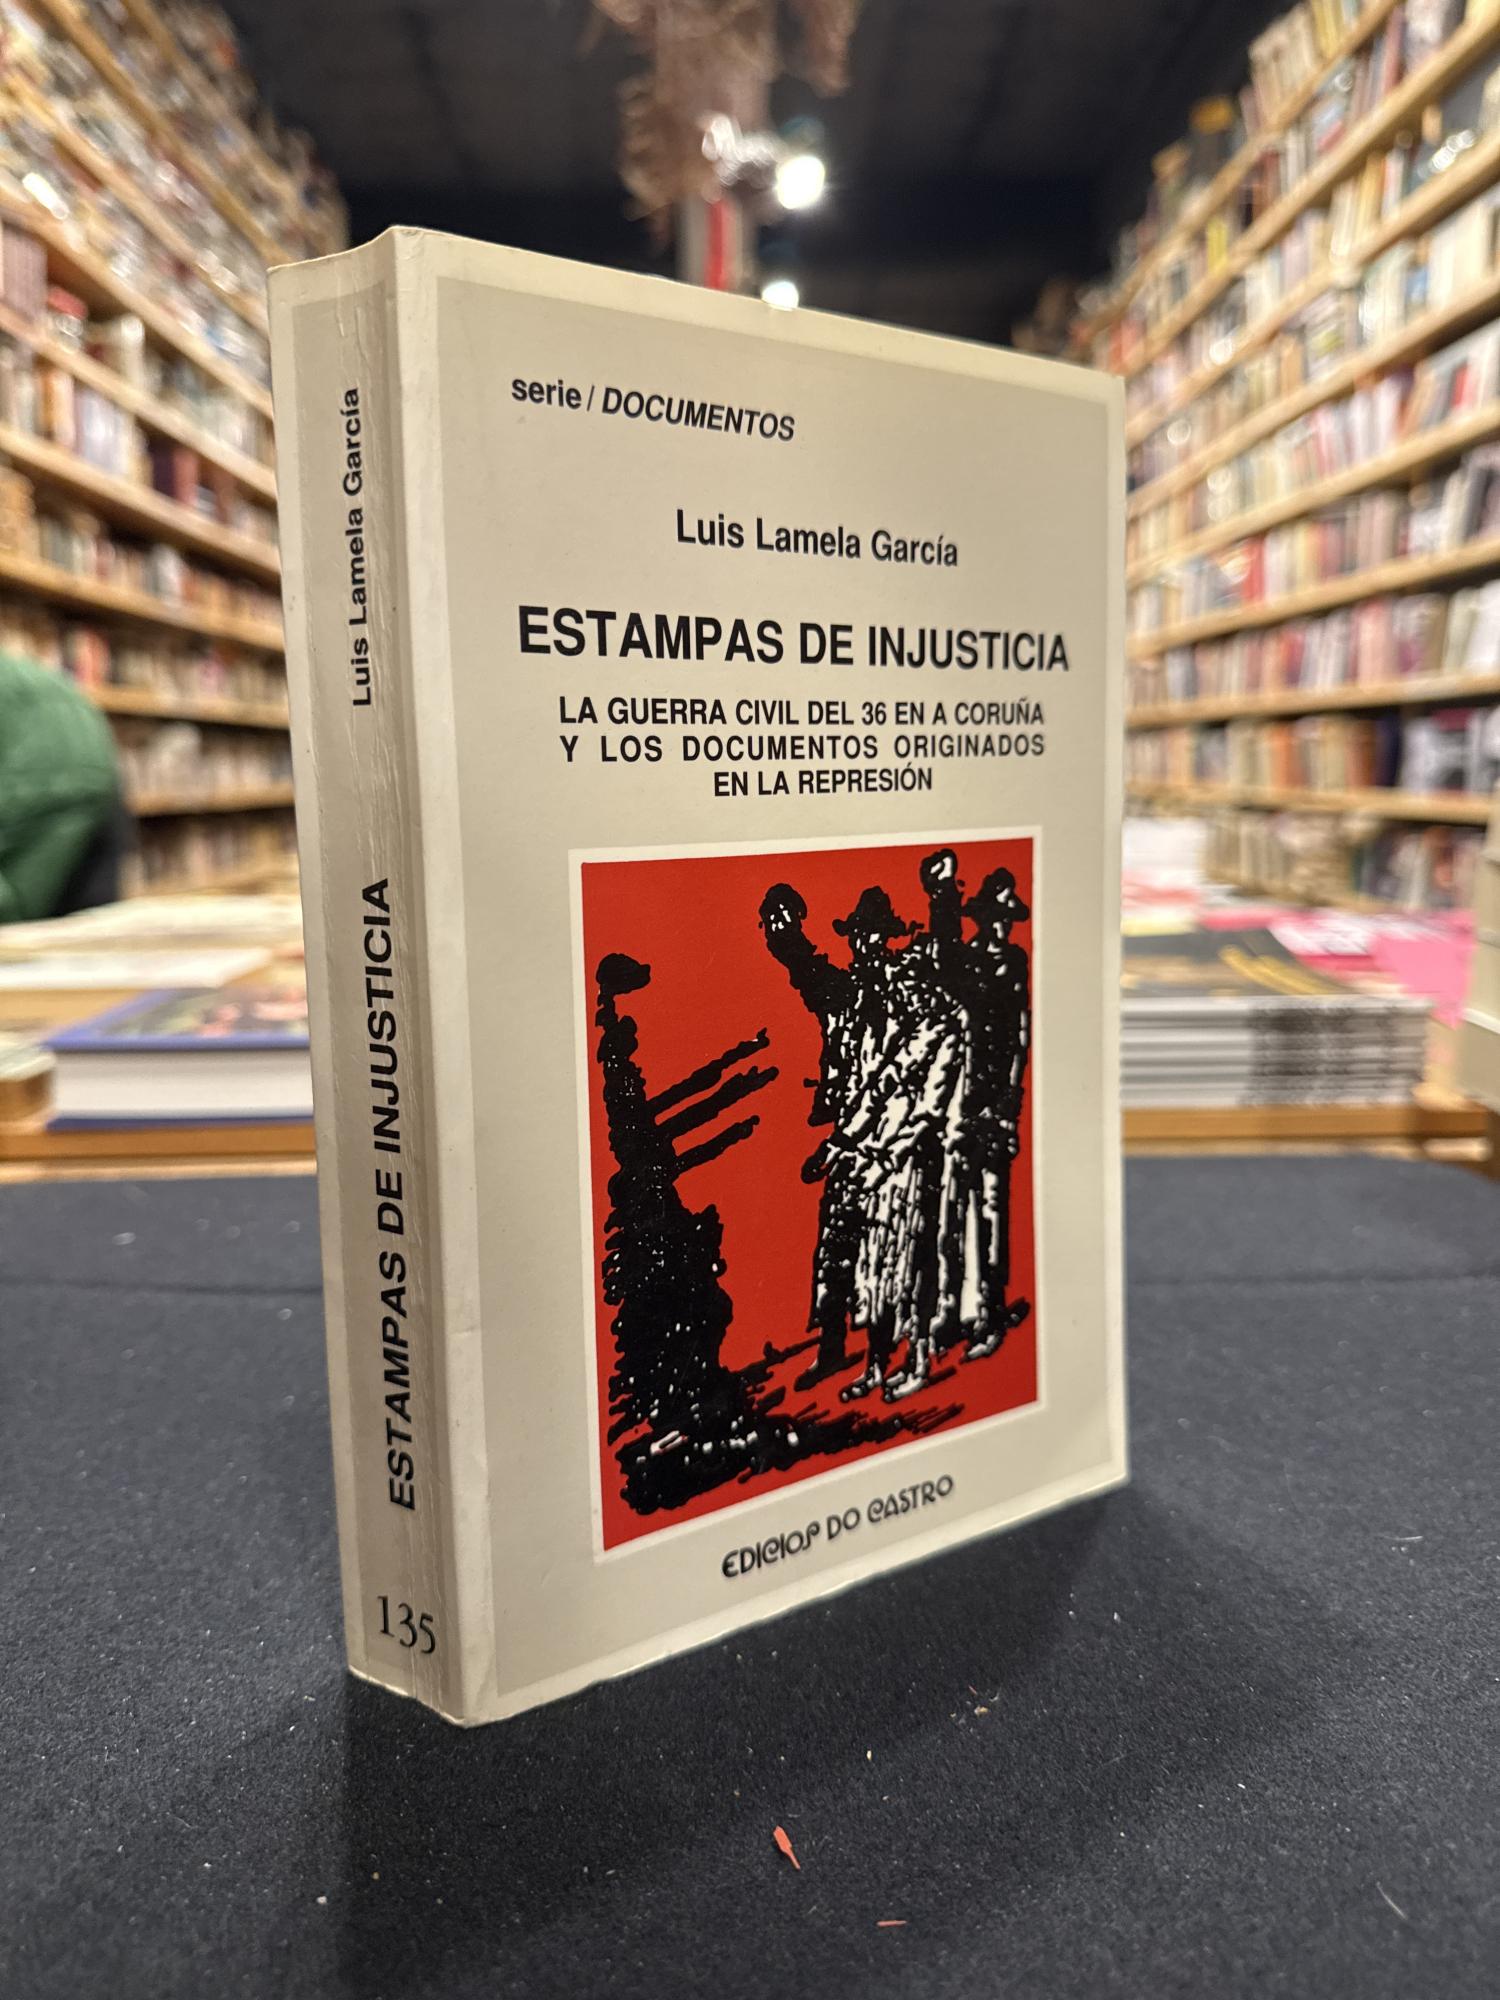 Luis Lamela García
ESTAMPAS DE INJUSTICIA
135
serie / DOCUMENTOS
Luis Lamela García
ESTAMPAS DE INJUSTICIA
LA GUERRA CIVIL DEL 36 EN A CORUÑA
Y LOS DOCUMENTOS ORIGINADOS
EN LA REPRESIÓN
EDICIOS DO CASTRO